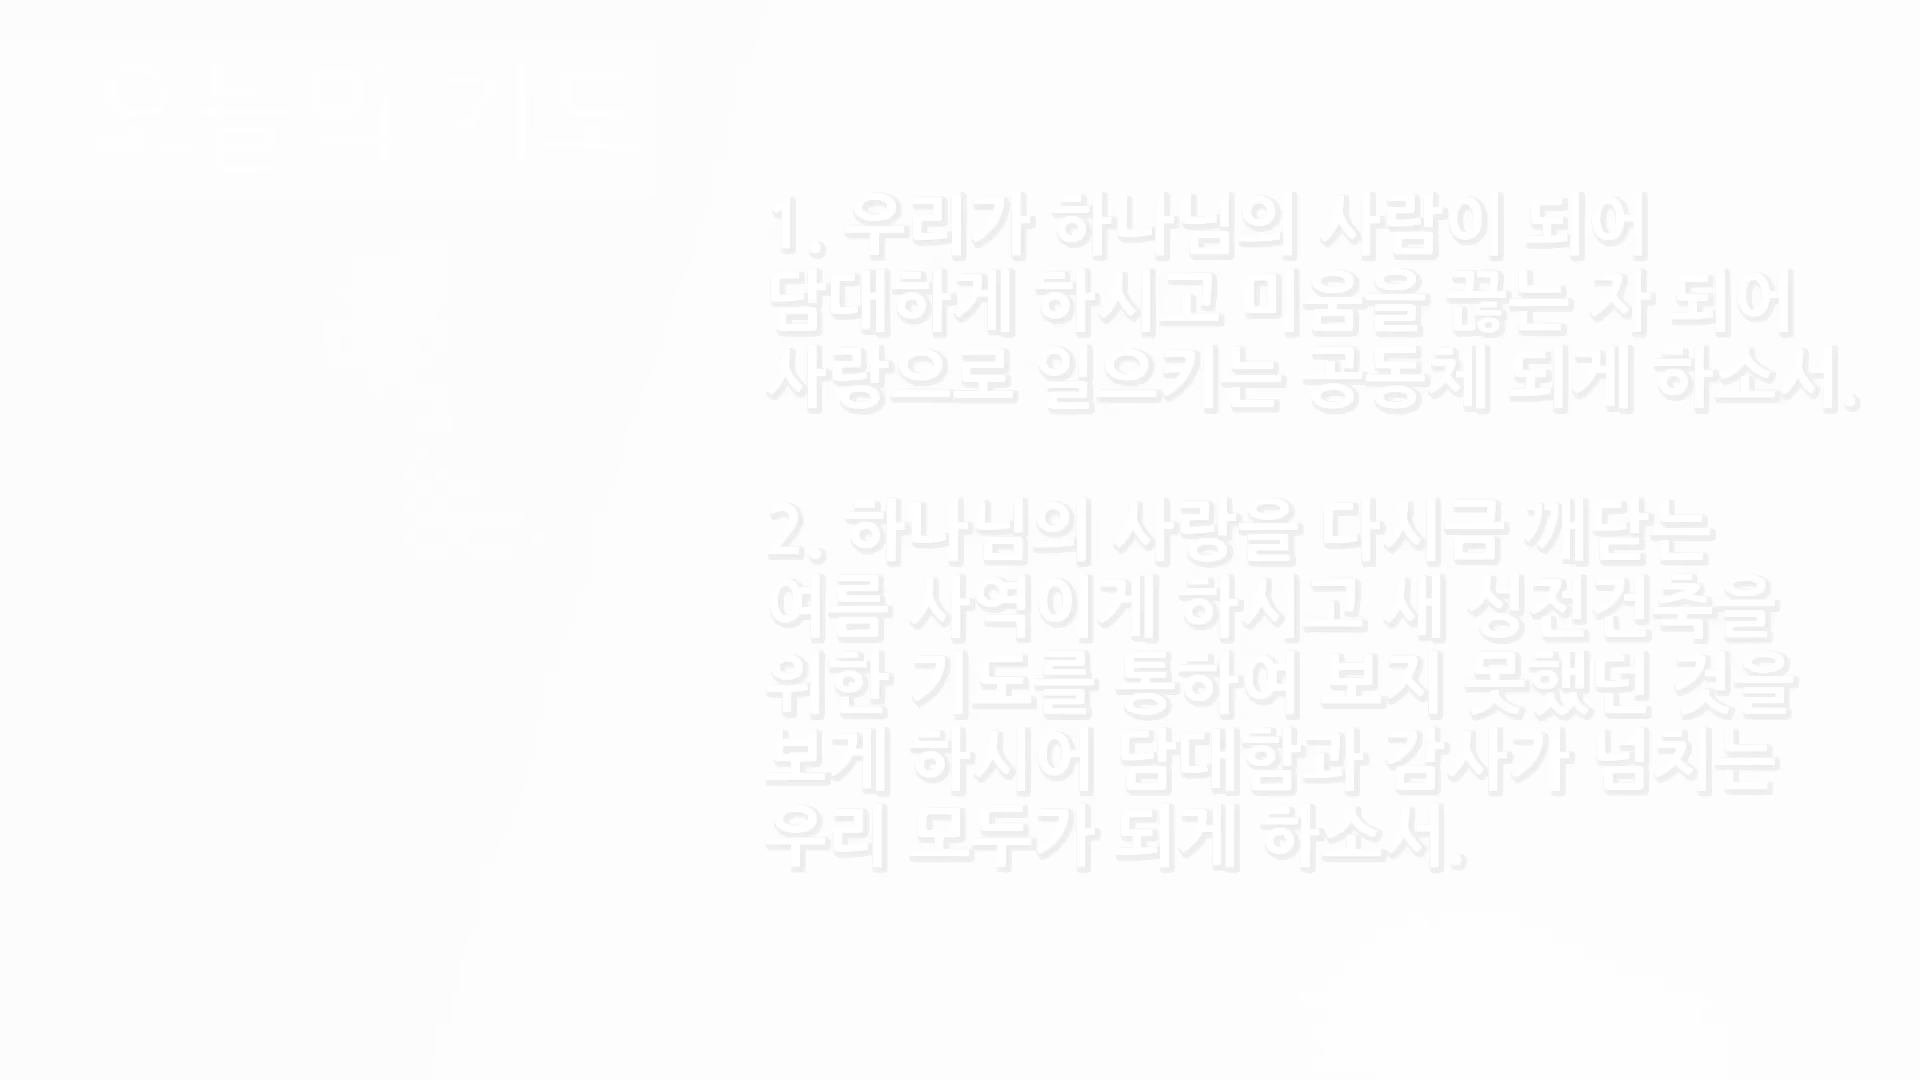 오늘의 기도
1. 우리가 하나님의 사람이 되어
담대하게 하시고 미움을 끊는 자 되어
사랑으로 일으키는 공동체 되게 하소서.
2. 하나님의 사랑을 다시금 깨닫는
여름 사역이게 하시고 새 성전건축을
위한 기도를 통하여 보지 못했던 것을
보게 하시어 담대함과 감사가 넘치는
우리 모두가 되게 하소서.